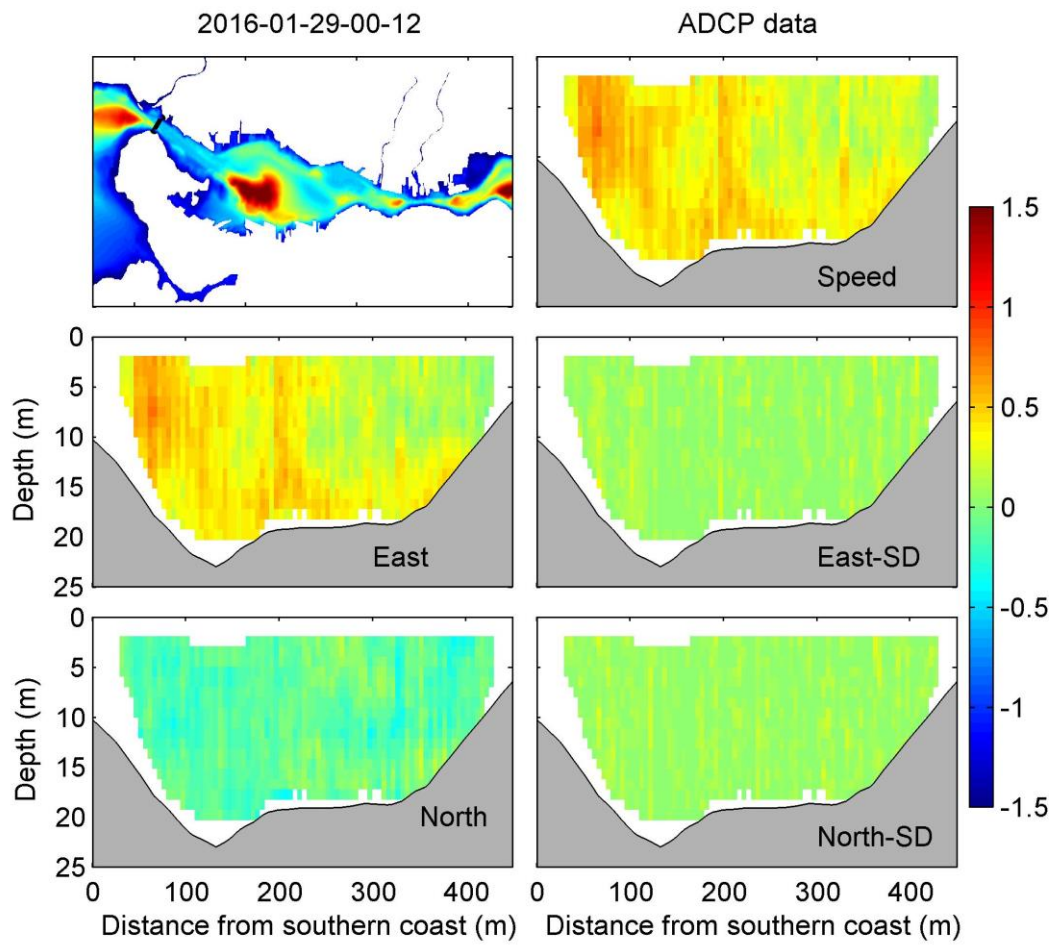 2016-01-29-00-12
ADCP data
Speed
1.5
1
0.5
0
-0.5
-1
-1.5
0
5
10
15
20
25
Depth (m)
East
East-SD
0
5
10
15
20
25
Depth (m)
North
North-SD
0 100 200 300 400
0 100 200 300 400
Distance from southern coast (m)
Distance from southern coast (m)